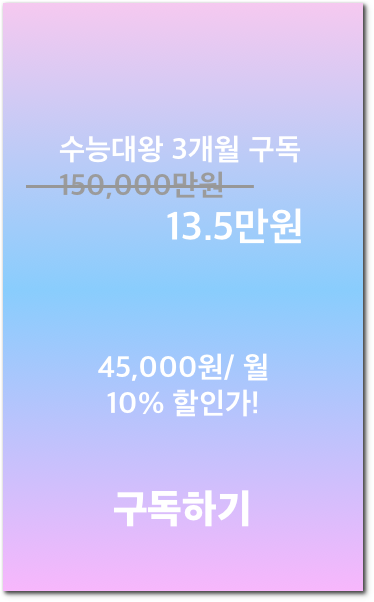 수능대왕 3개월 구독
150,000만원
13.5만원
45,000원/ 월
10% 할인가!
구독하기